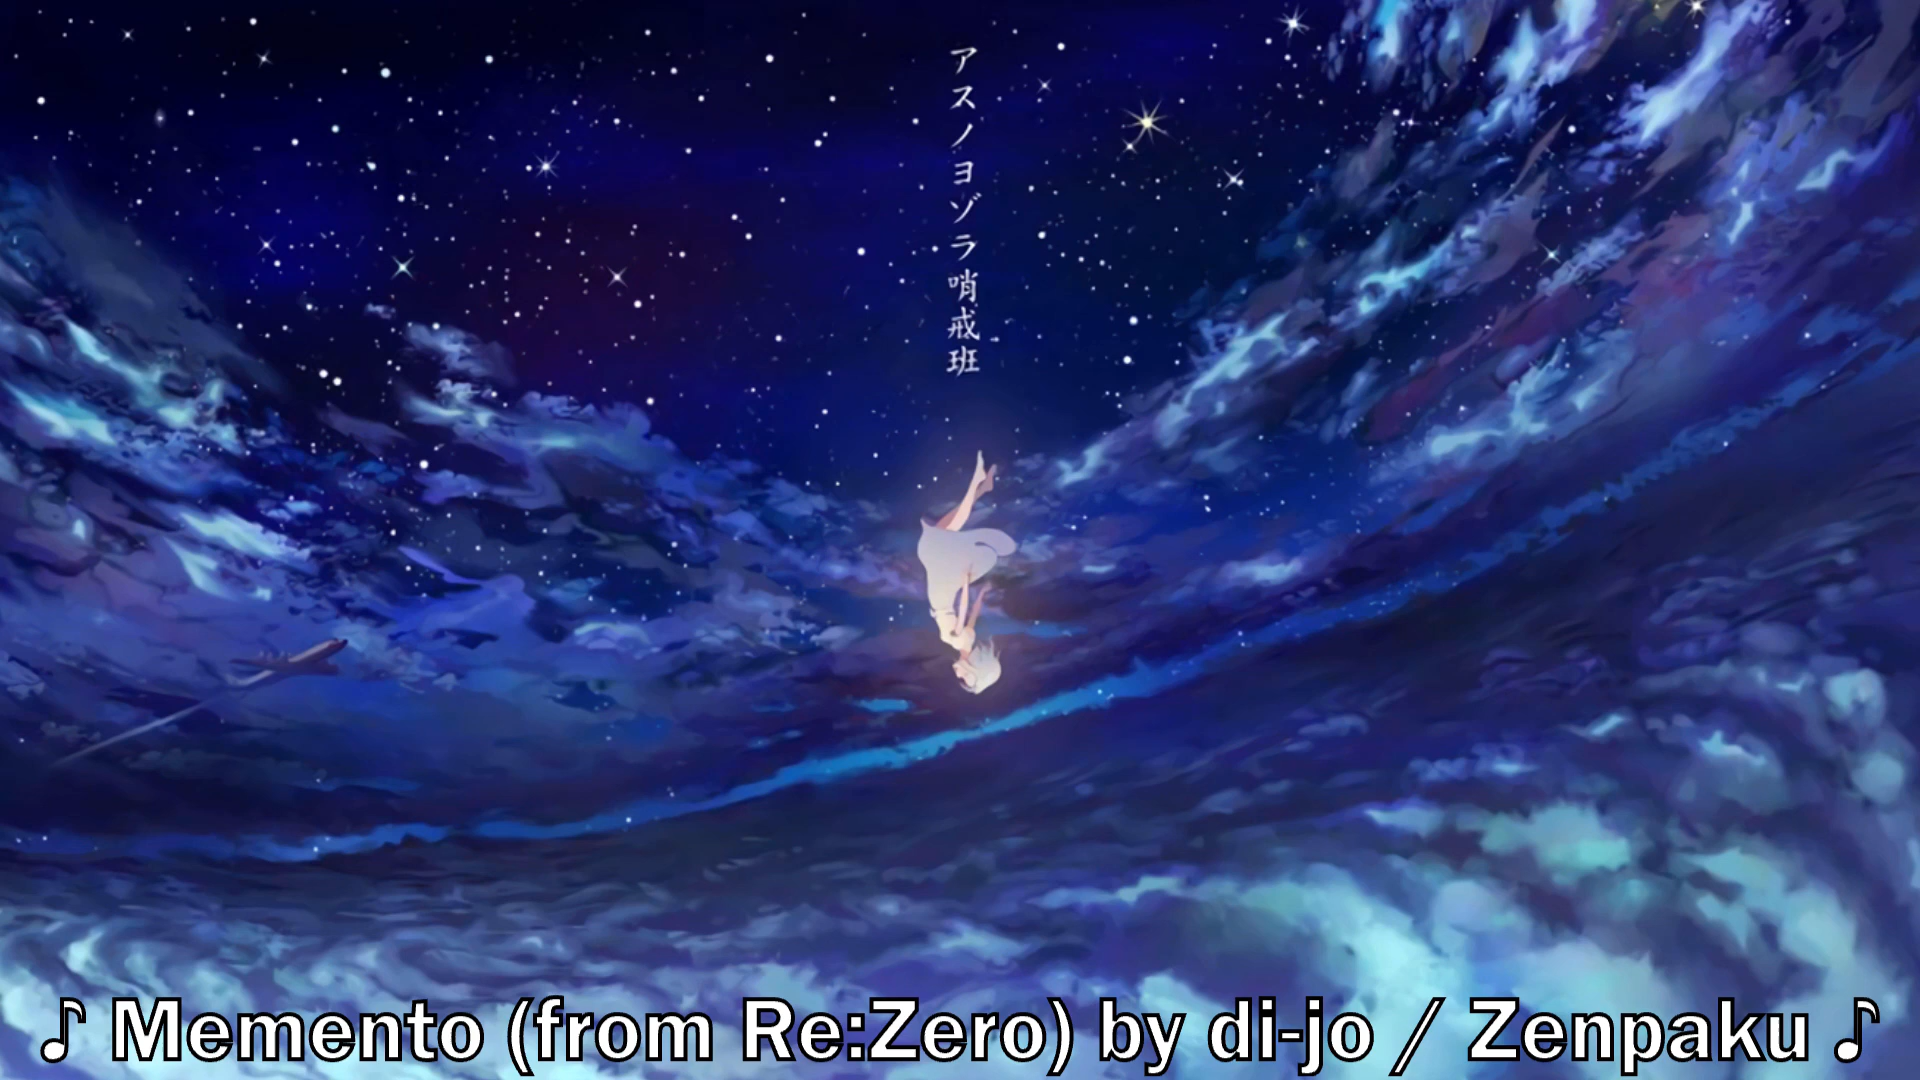 アスノヨゾラ哨戒班
♪ Memento (from Re:Zero) by di-jo / Zenpaku ♪